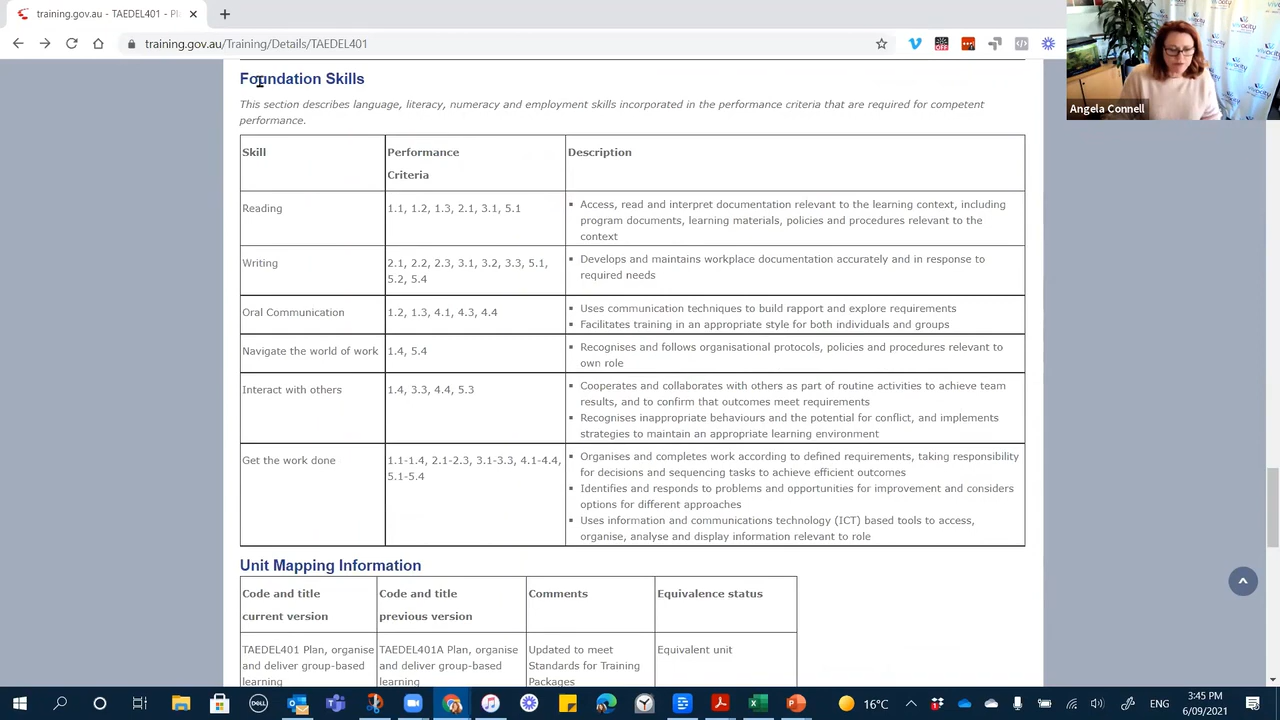 training.gov.au - TAEDEL401 - Pl
training.gov.au/Training/Details/TAEDEL401
OFF
vivacity
Angela Connell
Foundation Skills
This section describes language, literacy, numeracy and employment skills incorporated in the performance criteria that are required for competent
performance.
Skill
Performance
Criteria
Description
Reading
1.1, 1.2, 1.3, 2.1, 3.1, 5.1
Access, read and interpret documentation relevant to the learning context, including
program documents, learning materials, policies and procedures relevant to the
context
Writing
2.1, 2.2, 2.3, 3.1, 3.2, 3.3, 5.1,
5.2, 5.4
Develops and maintains workplace documentation accurately and in response to
required needs
Oral Communication
1.2, 1.3, 4.1, 4.3, 4.4
Uses communication techniques to build rapport and explore requirements
Facilitates training in an appropriate style for both individuals and groups
Navigate the world of work
1.4, 5.4
Recognises and follows organisational protocols, policies and procedures relevant to
own role
Interact with others
1.4, 3.3, 4.4, 5.3
Cooperates and collaborates with others as part of routine activities to achieve team
results, and to confirm that outcomes meet requirements
Recognises inappropriate behaviours and the potential for conflict, and implements
strategies to maintain an appropriate learning environment
Get the work done
1.1-1.4, 2.1-2.3, 3.1-3.3, 4.1-4.4,
5.1-5.4
Organises and completes work according to defined requirements, taking responsibility
for decisions and sequencing tasks to achieve efficient outcomes
Identifies and responds to problems and opportunities for improvement and considers
options for different approaches
Uses information and communications technology (ICT) based tools to access,
organise, analyse and display information relevant to role
Unit Mapping Information
Code and title
current version
Code and title
previous version
Comments
Equivalence status
TAEDEL401 Plan, organise
and deliver group-based
learning
TAEDEL401A Plan, organise
and deliver group-based
learning
Updated to meet
Standards for Training
Packages
Equivalent unit
DELL
16°C
ENG
3:45 PM
6/09/2021